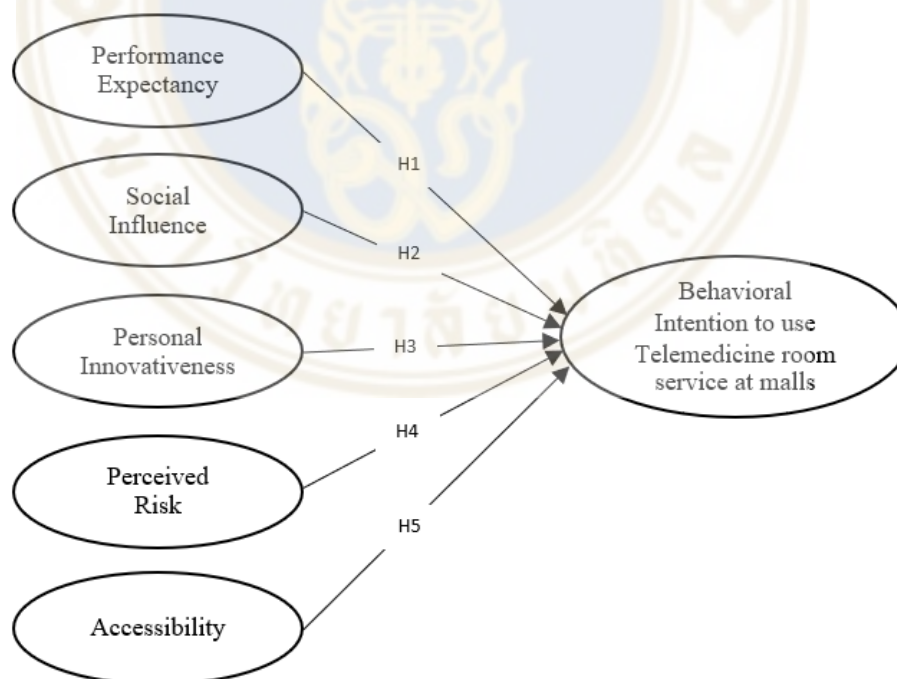 Performance
Expectancy
H1
Social
Influence
H2
Personal
Innovativeness
H3
Behavioral
Intention to use
Telemedicine room
service at malls
Perceived
Risk
H4
Accessibility
H5